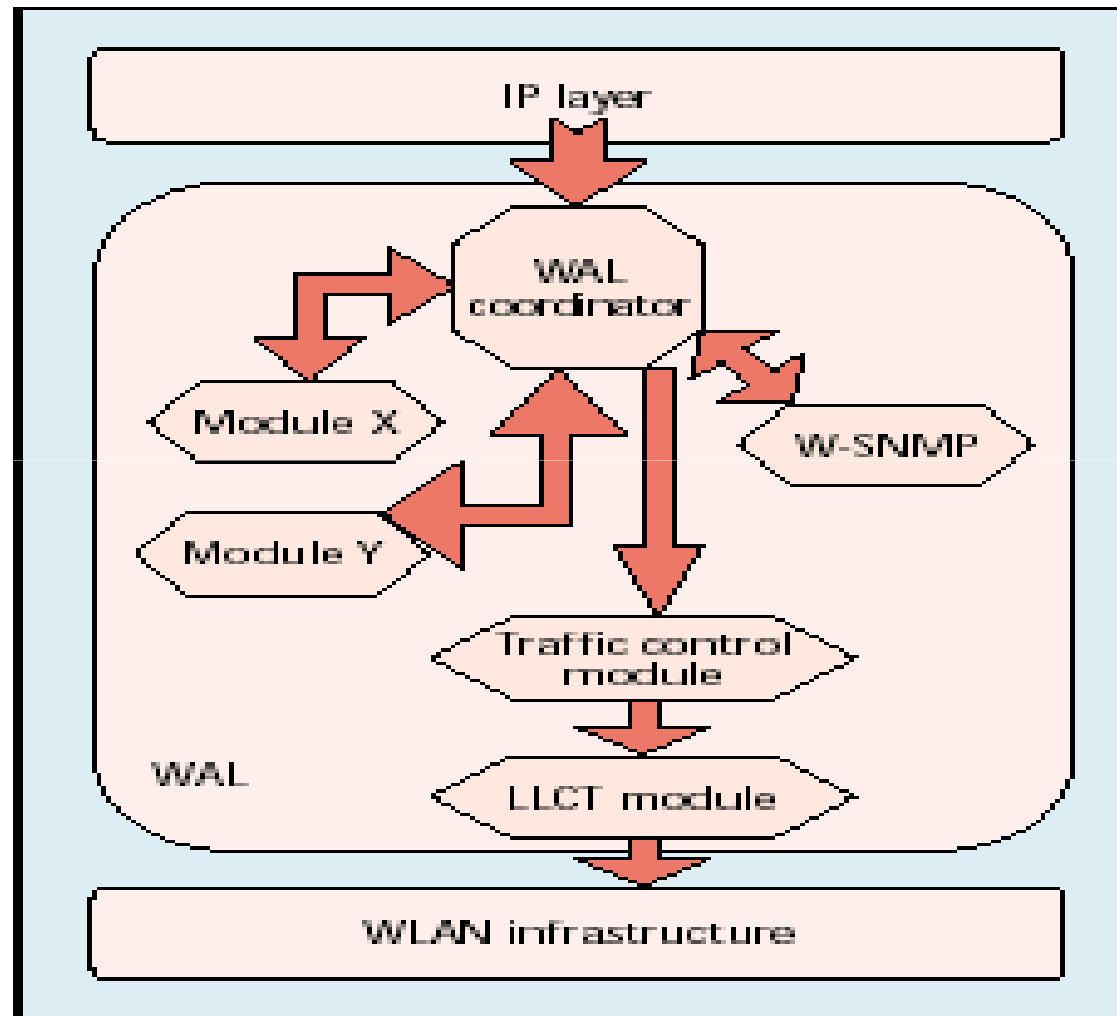 IP layer
WAL
coordinator
Module X
W-SNMP
Module Y
Traffic control
module
WAL
LLCT module
WLAN infrastructure